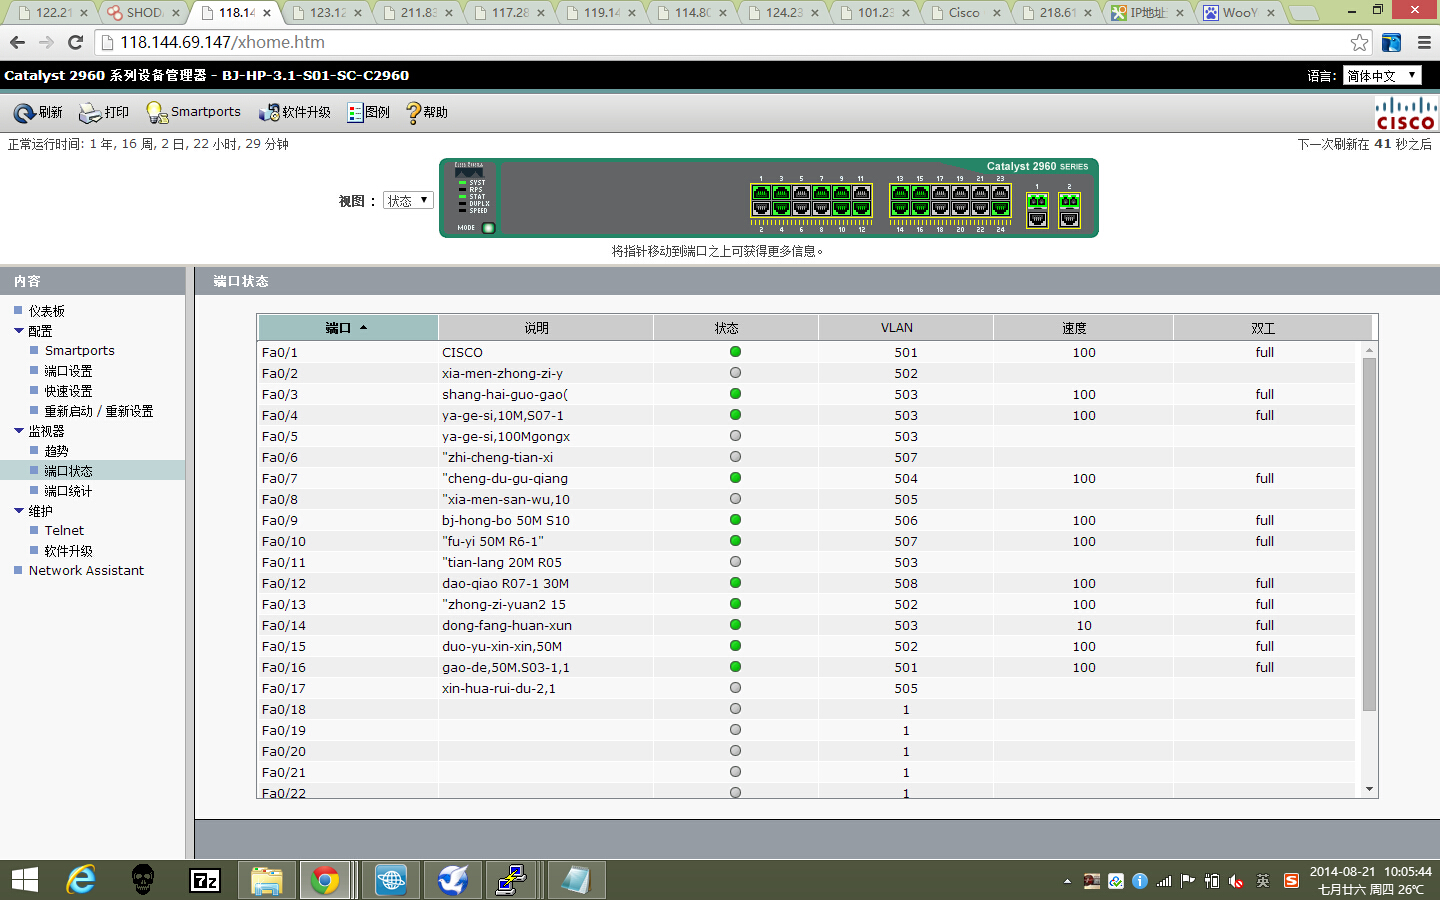 122.21
SHOD
118.14
123.12
211.83
117.28
119.14
114.80
124.23
101.23
Cisco
218.61
IP地址
WooY
118.144.69.147/xhome.htm
Catalyst 2960 系列设备管理器 - BJ-HP-3.1-S01-SC-C2960
语言: 简体中文
刷新 打印 Smartports 软件升级 图例 帮助
CISCO
正常运行时间: 1 年, 16 周, 2 日, 22 小时, 29 分钟
下一次刷新在 41 秒之后
视图 : 状态
Cisco Systems
SYST
RPS
STAT
DUPLX
SPEED
MODE
Catalyst 2960 SERIES
1 3 5 7 9 11 13 15 17 19 21 23 1 2
2 4 6 8 10 12 14 16 18 20 22 24
将指针移动到端口之上可获得更多信息。
内容
仪表板
配置
Smartports
端口设置
快速设置
重新启动 / 重新设置
监视器
趋势
端口状态
端口统计
维护
Telnet
软件升级
Network Assistant
端口状态
端口 说明 状态 VLAN 速度 双工
Fa0/1 CISCO 501 100 full
Fa0/2 xia-men-zhong-zi-y 502
Fa0/3 shang-hai-guo-gao( 503 100 full
Fa0/4 ya-ge-si,10M,S07-1 503 100 full
Fa0/5 ya-ge-si,100Mgongx 503
Fa0/6 "zhi-cheng-tian-xi 507
Fa0/7 "cheng-du-gu-qiang 504 100 full
Fa0/8 "xia-men-san-wu,10 505
Fa0/9 bj-hong-bo 50M S10 506 100 full
Fa0/10 "fu-yi 50M R6-1" 507 100 full
Fa0/11 "tian-lang 20M R05 503
Fa0/12 dao-qiao R07-1 30M 508 100 full
Fa0/13 "zhong-zi-yuan2 15 502 100 full
Fa0/14 dong-fang-huan-xun 503 10 full
Fa0/15 duo-yu-xin-xin,50M 502 100 full
Fa0/16 gao-de,50M.S03-1,1 501 100 full
Fa0/17 xin-hua-rui-du-2,1 505
Fa0/18 1
Fa0/19 1
Fa0/20 1
Fa0/21 1
Fa0/22 1
7z
英
2014-08-21 10:05:44
七月廿六 周四 26℃